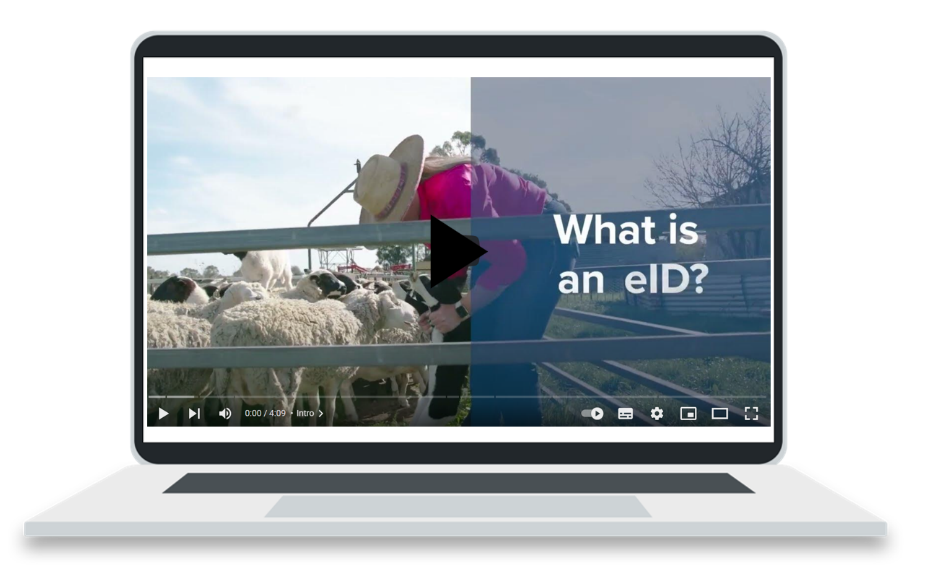 What is
an eID?
0:00 / 4:09 • Intro >